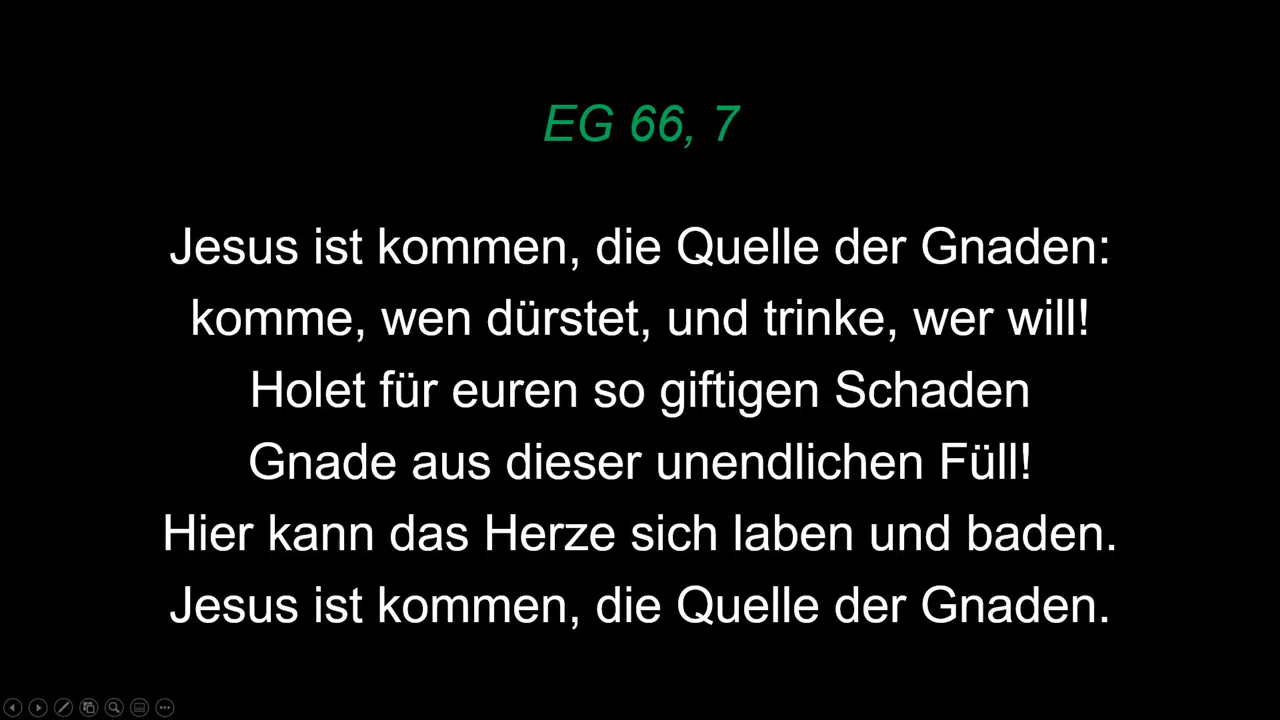 EG 66, 7
Jesus ist kommen, die Quelle der Gnaden:
komme, wen dürstet, und trinke, wer will!
Holet für euren so giftigen Schaden
Gnade aus dieser unendlichen Füll!
Hier kann das Herze sich laben und baden.
Jesus ist kommen, die Quelle der Gnaden.